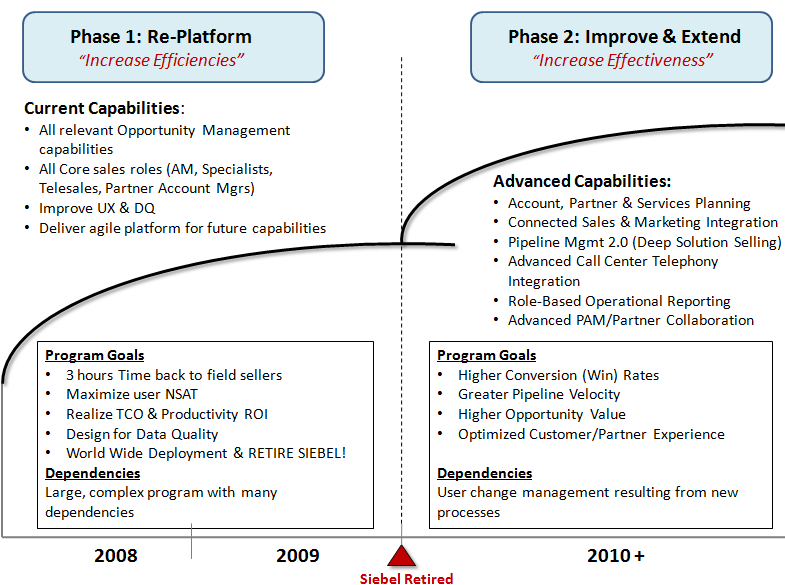 Phase 1: Re-Platform
“Increase Efficiencies”
Phase 2: Improve & Extend
“Increase Effectiveness”
Current Capabilities:
• All relevant Opportunity Management
capabilities
• All Core sales roles (AM, Specialists,
Telesales, Partner Account Mgrs)
• Improve UX & DQ
• Deliver agile platform for future capabilities
Advanced Capabilities:
• Account, Partner & Services Planning
• Connected Sales & Marketing Integration
• Pipeline Mgmt 2.0 (Deep Solution Selling)
• Advanced Call Center Telephony
Integration
• Role-Based Operational Reporting
• Advanced PAM/Partner Collaboration
Program Goals
• 3 hours Time back to field sellers
• Maximize user NSAT
• Realize TCO & Productivity ROI
• Design for Data Quality
• World Wide Deployment & RETIRE SIEBEL!
Dependencies
Large, complex program with many
dependencies
Program Goals
• Higher Conversion (Win) Rates
• Greater Pipeline Velocity
• Higher Opportunity Value
• Optimized Customer/Partner Experience
Dependencies
User change management resulting from new
processes
2008
2009
2010 +
Siebel Retired